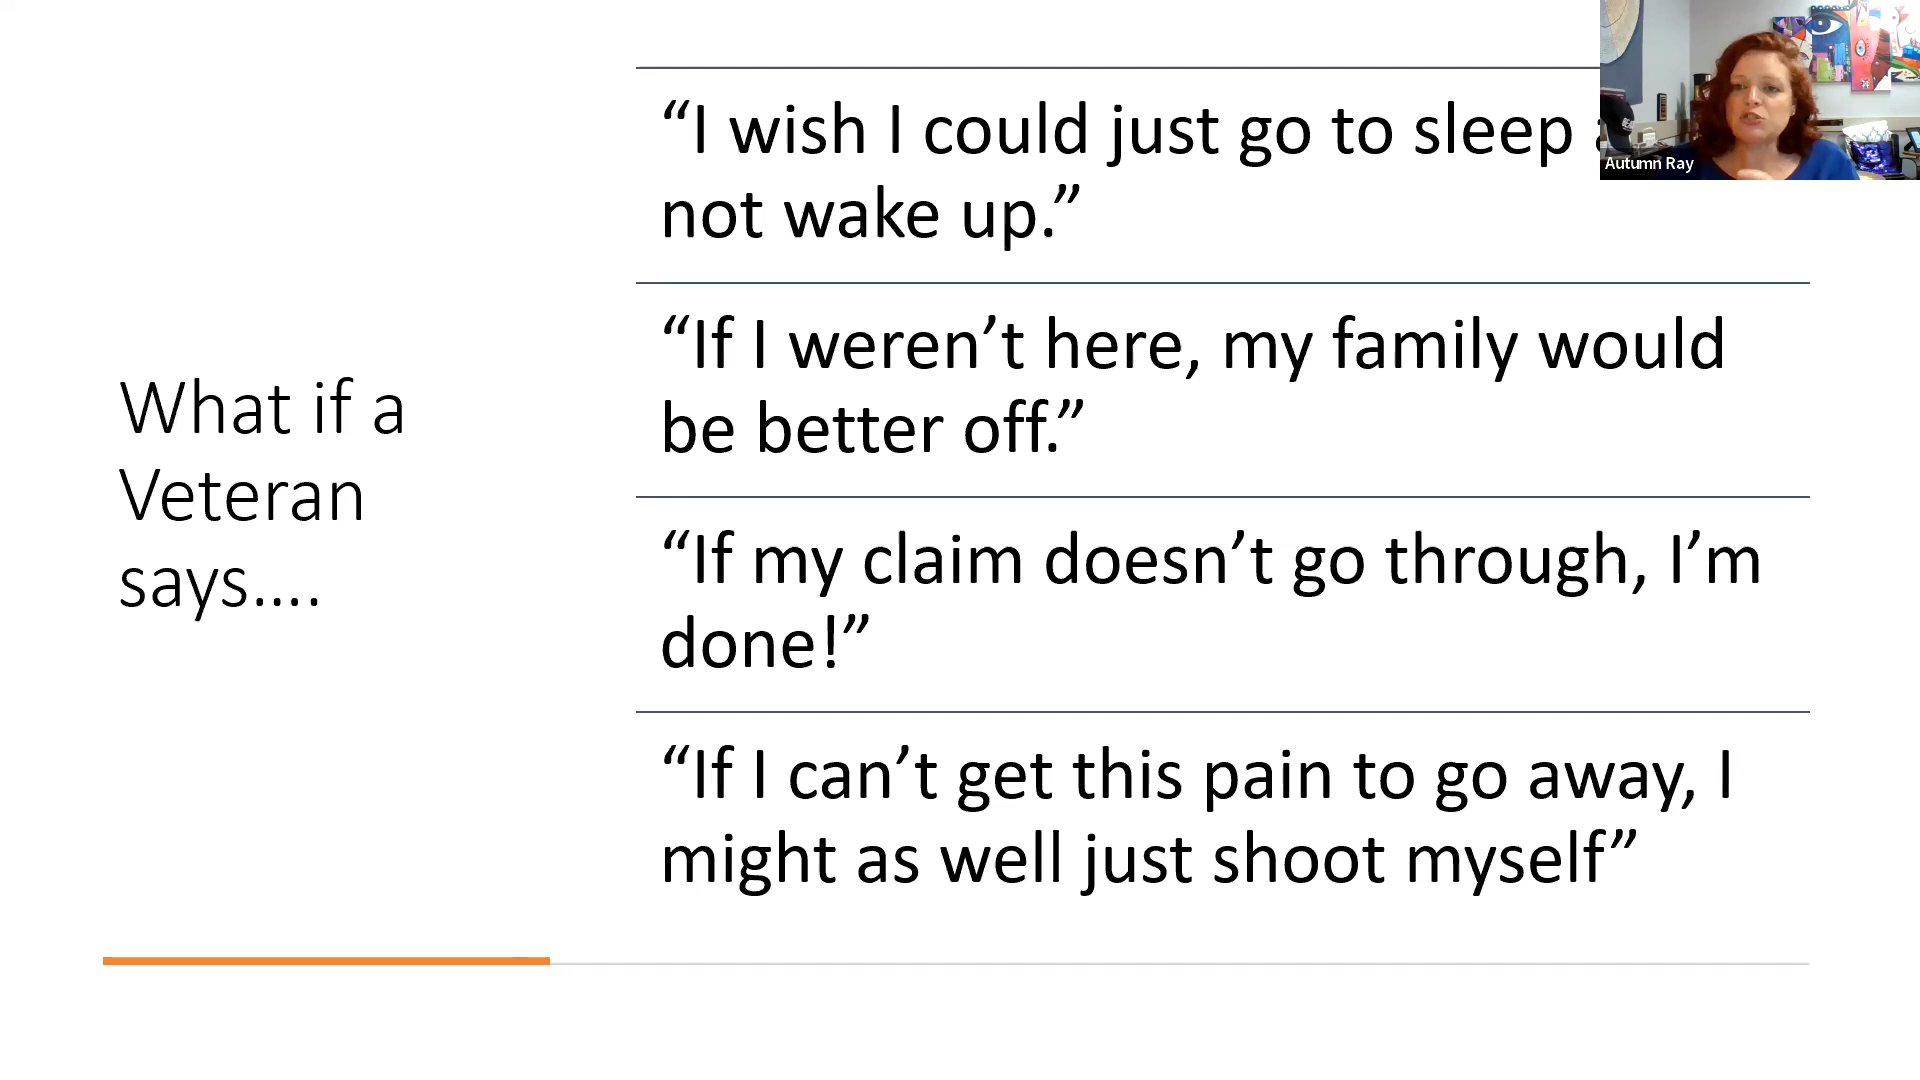 What if a
Veteran
says....
“I wish I could just go to sleep
not wake up.”
“If I weren’t here, my family would
be better off.”
“If my claim doesn’t go through, I’m
done!”
“If I can’t get this pain to go away, I
might as well just shoot myself”
Autumn Ray